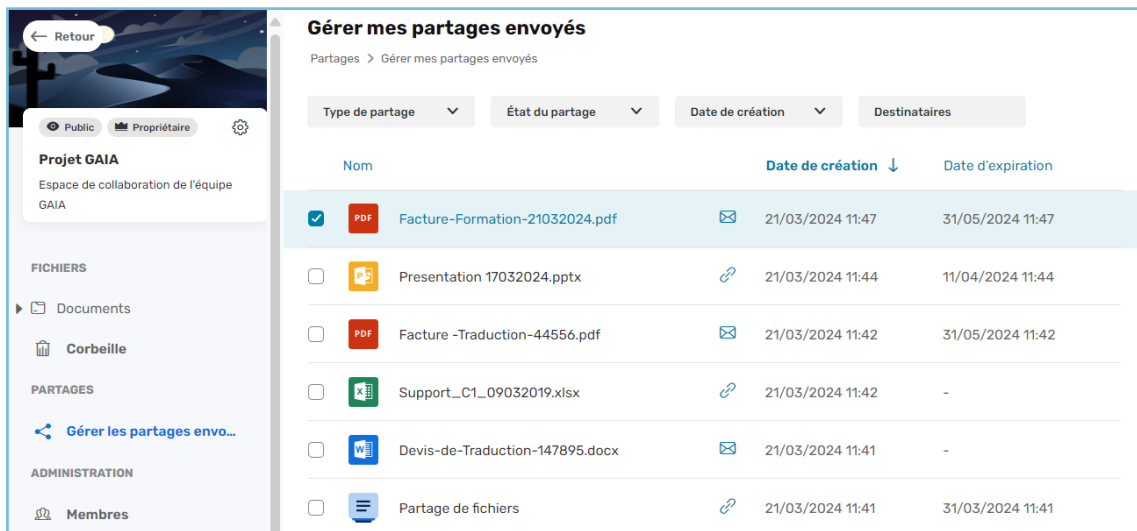 Retour
Public Propriétaire
Projet GAIA
Espace de collaboration de l'équipe
GAIA
FICHIERS
Documents
Corbeille
PARTAGES
Gérer les partages envo...
ADMINISTRATION
Membres
Gérer mes partages envoyés
Partages > Gérer mes partages envoyés
Type de partage État du partage Date de création Destinataires
Nom Date de création ↓ Date d'expiration
PDF Facture-Formation-21032024.pdf 21/03/2024 11:47 31/05/2024 11:47
Presentation 17032024.pptx 21/03/2024 11:44 11/04/2024 11:44
PDF Facture -Traduction-44556.pdf 21/03/2024 11:42 31/05/2024 11:42
Support_C1_09032019.xlsx 21/03/2024 11:42 -
Devis-de-Traduction-147895.docx 21/03/2024 11:41 -
Partage de fichiers 21/03/2024 11:41 31/03/2024 11:41